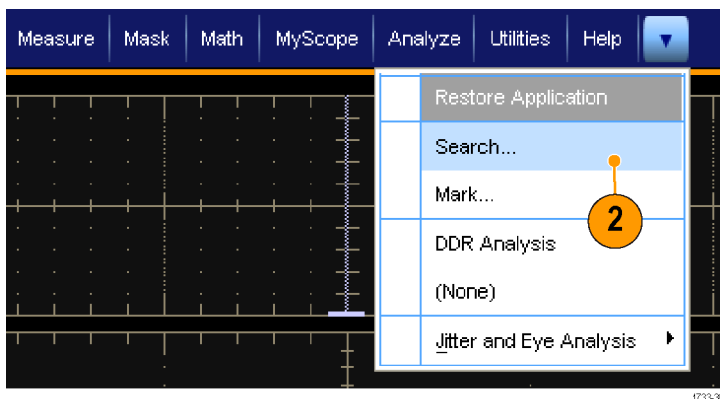 Measure Mask Math MyScope Analyze Utilities Help
Restore Application
Search...
Mark...
2
DDR Analysis
(None)
Jitter and Eye Analysis